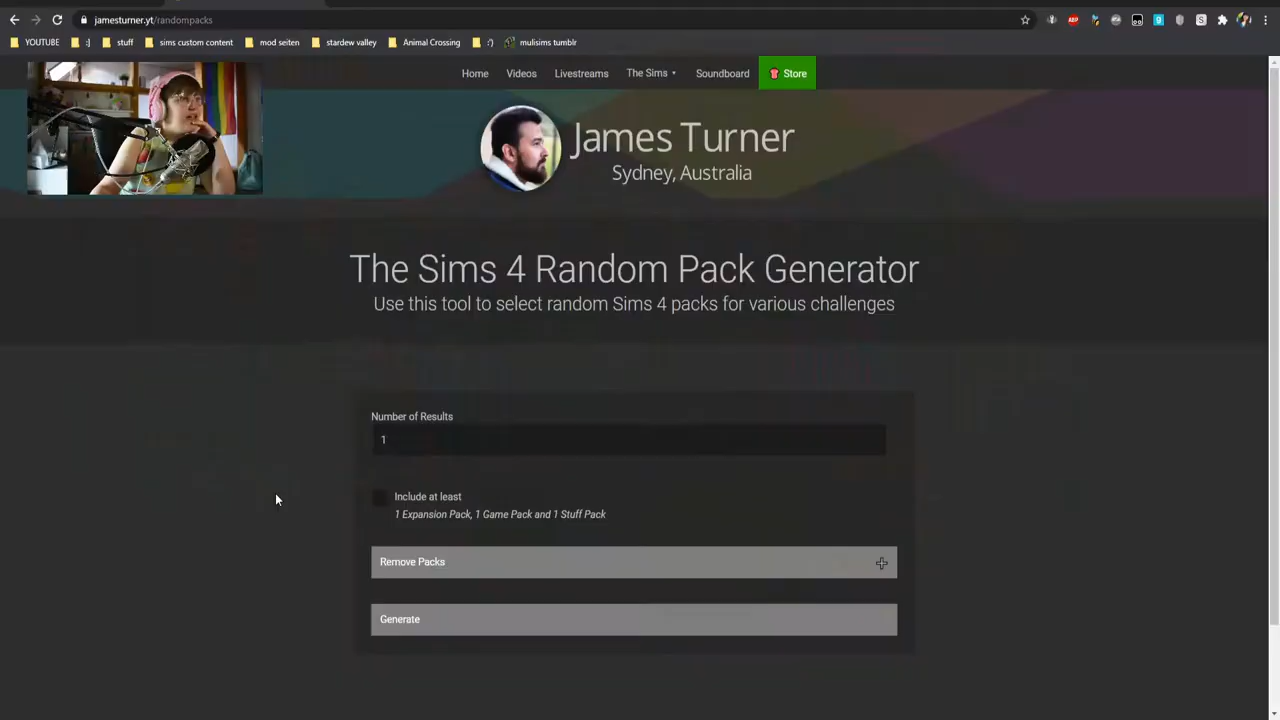 jamesturner.yt/randompacks
YOUTUBE :] stuff sims custom content mod seiten stardew valley Animal Crossing :') mulisims tumblr
Home Videos Livestreams The Sims Soundboard Store
James Turner
Sydney, Australia
The Sims 4 Random Pack Generator
Use this tool to select random Sims 4 packs for various challenges
Number of Results
1
Include at least
1 Expansion Pack, 1 Game Pack and 1 Stuff Pack
Remove Packs
Generate